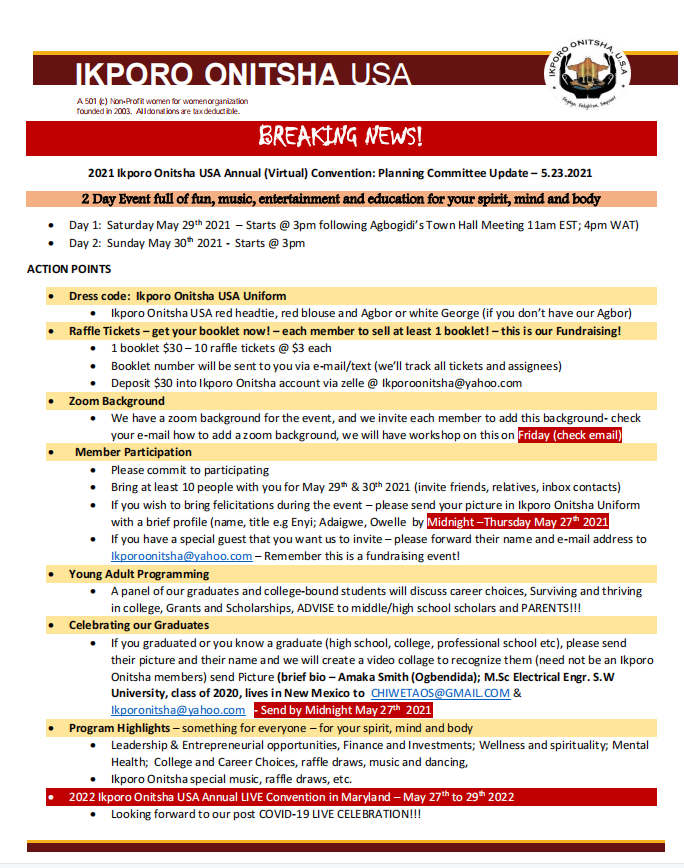 IKPORO ONITSHA USA
IKPORO ONITSHA, U.S.A
Engage, Enlighten, Empower
A 501 (c) Non-Profit women for women organization
founded in 2003. All donations are tax deductible.
BREAKING NEWS!
2021 Ikporo Onitsha USA Annual (Virtual) Convention: Planning Committee Update – 5.23.2021
2 Day Event full of fun, music, entertainment and education for your spirit, mind and body
• Day 1: Saturday May 29th 2021 – Starts @ 3pm following Agbogidi's Town Hall Meeting 11am EST; 4pm WAT)
• Day 2: Sunday May 30th 2021 - Starts @ 3pm
ACTION POINTS
• Dress code: Ikporo Onitsha USA Uniform
• Ikporo Onitsha USA red headtie, red blouse and Agbor or white George (if you don't have our Agbor)
• Raffle Tickets – get your booklet now! – each member to sell at least 1 booklet! – this is our Fundraising!
• 1 booklet $30 – 10 raffle tickets @ $3 each
• Booklet number will be sent to you via e-mail/text (we'll track all tickets and assignees)
• Deposit $30 into Ikporo Onitsha account via zelle @ Ikporoonitsha@yahoo.com
• Zoom Background
• We have a zoom background for the event, and we invite each member to add this background- check
your e-mail how to add a zoom background, we will have workshop on this on Friday (check email)
• Member Participation
• Please commit to participating
• Bring at least 10 people with you for May 29th & 30th 2021 (invite friends, relatives, inbox contacts)
• If you wish to bring felicitations during the event – please send your picture in Ikporo Onitsha Uniform
with a brief profile (name, title e.g Enyi; Adaigwe, Owelle by Midnight –Thursday May 27th 2021
• If you have a special guest that you want us to invite – please forward their name and e-mail address to
Ikporoonitsha@yahoo.com – Remember this is a fundraising event!
• Young Adult Programming
• A panel of our graduates and college-bound students will discuss career choices, Surviving and thriving
in college, Grants and Scholarships, ADVISE to middle/high school scholars and PARENTS!!!
• Celebrating our Graduates
• If you graduated or you know a graduate (high school, college, professional school etc), please send
their picture and their name and we will create a video collage to recognize them (need not be an Ikporo
Onitsha members) send Picture (brief bio – Amaka Smith (Ogbendida); M.Sc Electrical Engr. S.W
University, class of 2020, lives in New Mexico to CHIWETAOS@GMAIL.COM &
Ikporonitsha@yahoo.com - Send by Midnight May 27th 2021
• Program Highlights – something for everyone – for your spirit, mind and body
• Leadership & Entrepreneurial opportunities, Finance and Investments; Wellness and spirituality; Mental
Health; College and Career Choices, raffle draws, music and dancing,
• Ikporo Onitsha special music, raffle draws, etc.
• 2022 Ikporo Onitsha USA Annual LIVE Convention in Maryland – May 27th to 29th 2022
• Looking forward to our post COVID-19 LIVE CELEBRATION!!!